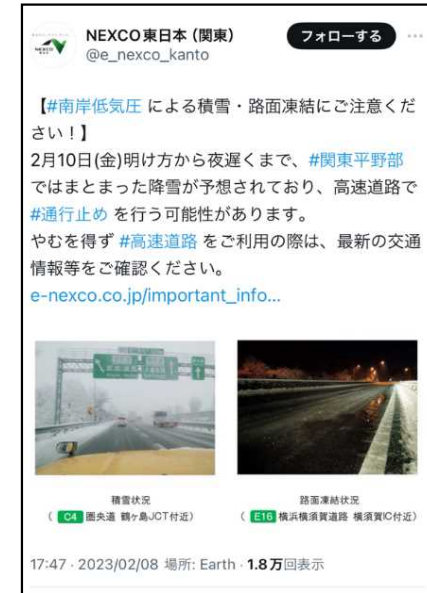 NEXCO東日本(関東)
@e_nexco_kanto
フォローする
【#南岸低気圧 による積雪・路面凍結にご注意くだ
さい!】
2月10日(金)明け方から夜遅くまで、#関東平野部
ではまとまった降雪が予想されており、高速道路で
#通行止め を行う可能性があります。
やむを得ず #高速道路 をご利用の際は、最新の交通
情報等をご確認ください。
e-nexco.co.jp/important_info...
積雪状況
( C4 圏央道 鶴ヶ島JCT付近)
路面凍結状況
( E16 横浜横須賀道路 横須賀IC付近)
17:47 · 2023/02/08 場所: Earth · 1.8万回表示